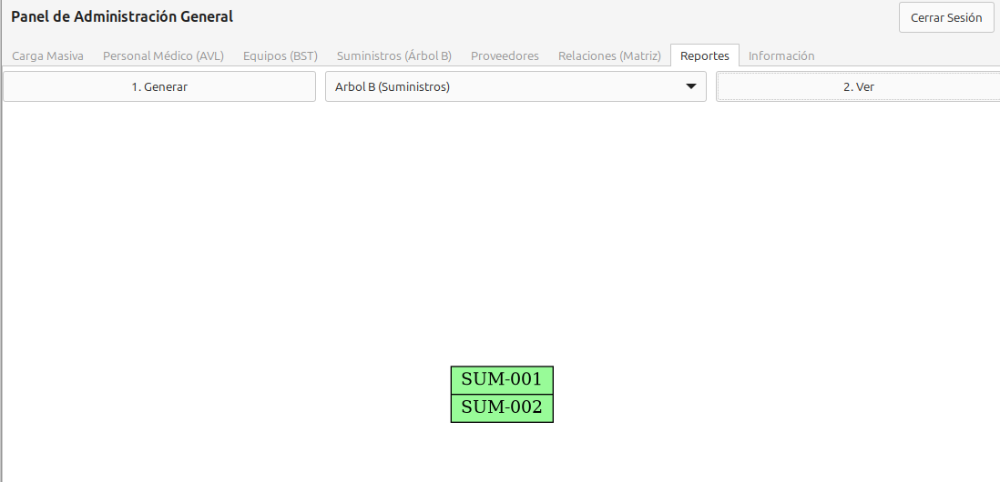 Panel de Administración General
Cerrar Sesión
Carga Masiva Personal Médico (AVL) Equipos (BST) Suministros (Árbol B) Proveedores Relaciones (Matriz) Reportes Información
1. Generar Arbol B (Suministros) 2. Ver
SUM-001
SUM-002